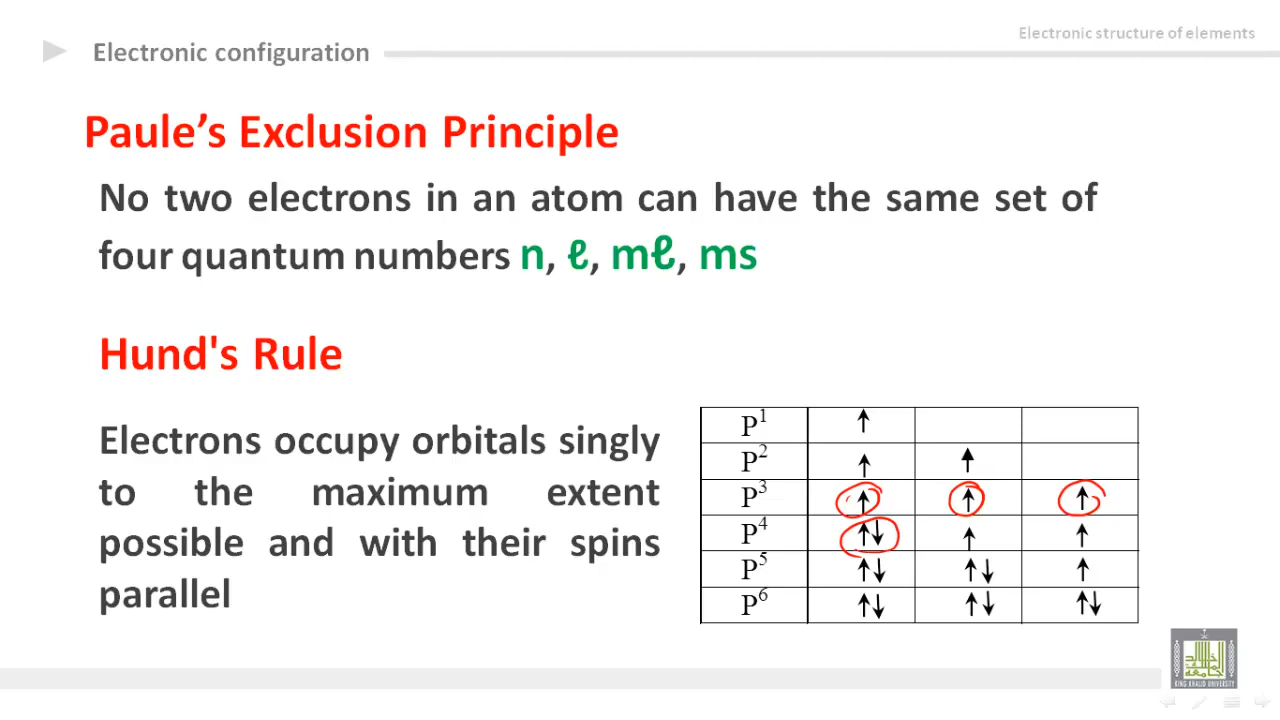 Electronic structure of elements
Electronic configuration
Paule’s Exclusion Principle
No two electrons in an atom can have the same set of
four quantum numbers n, ℓ, mℓ, ms
Hund's Rule
Electrons occupy orbitals singly
to the maximum extent
possible and with their spins
parallel
P1 ↑
P2 ↑ ↑
P3 ↑ ↑ ↑
P4 ↑↓ ↑ ↑
P5 ↑↓ ↑↓ ↑
P6 ↑↓ ↑↓ ↑↓
KING KHALID UNIVERSITY